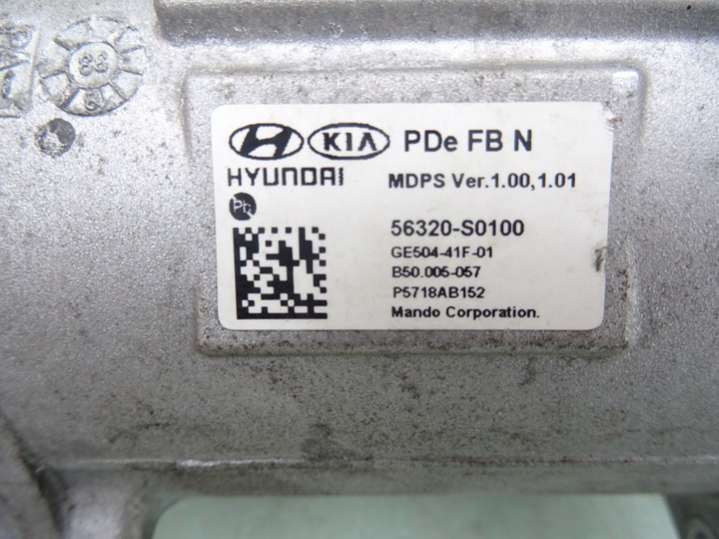 KIA PDe FB N
HYUNDAI MDPS Ver.1.00,1.01
56320-S0100
GE504-41F-01
B50.005-057
P5718AB152
Mando Corporation.